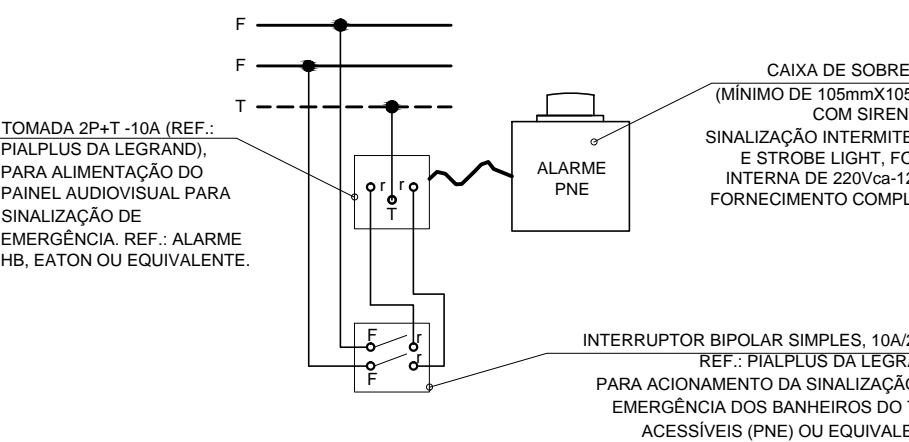 F
F
T
TOMADA 2P+T -10A (REF.:
PIALPLUS DA LEGRAND),
PARA ALIMENTAÇÃO DO
PAINEL AUDIOVISUAL PARA
SINALIZAÇÃO DE
EMERGÊNCIA. REF.: ALARME
HB, EATON OU EQUIVALENTE.
r r
T
ALARME
PNE
CAIXA DE SOBRE
(MÍNIMO DE 105mmX105
COM SIREN
SINALIZAÇÃO INTERMITE
E STROBE LIGHT, FO
INTERNA DE 220Vca-12
FORNECIMENTO COMPL
F r
r
F
INTERRUPTOR BIPOLAR SIMPLES, 10A/2
REF.: PIALPLUS DA LEGRA
PARA ACIONAMENTO DA SINALIZAÇÃO
EMERGÊNCIA DOS BANHEIROS DO
ACESSÍVEIS (PNE) OU EQUIVALE